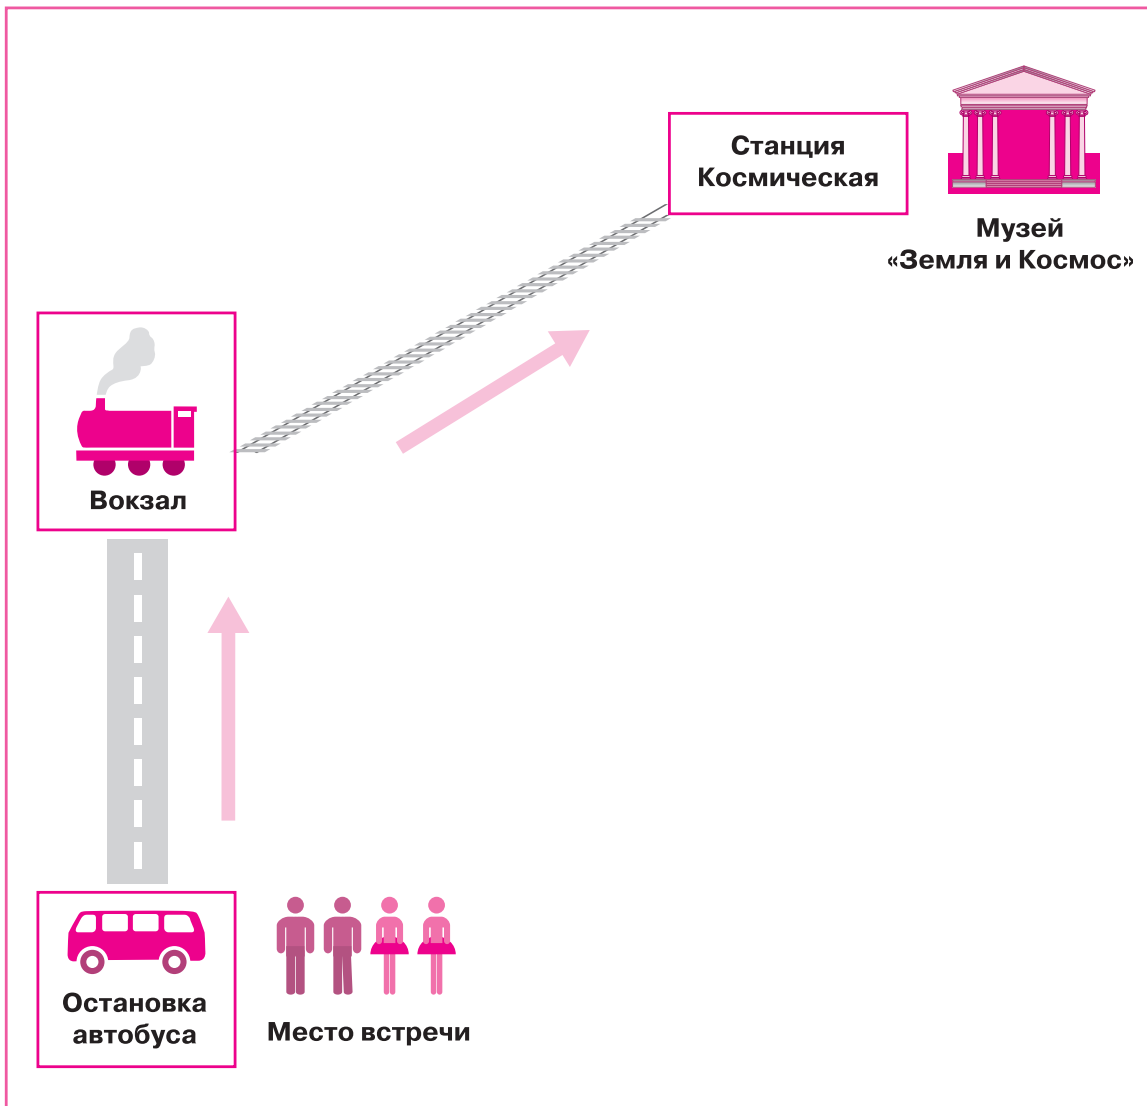 Станция
Космическая
Музей
«Земля и Космос»
Вокзал
Остановка
автобуса
Место встречи